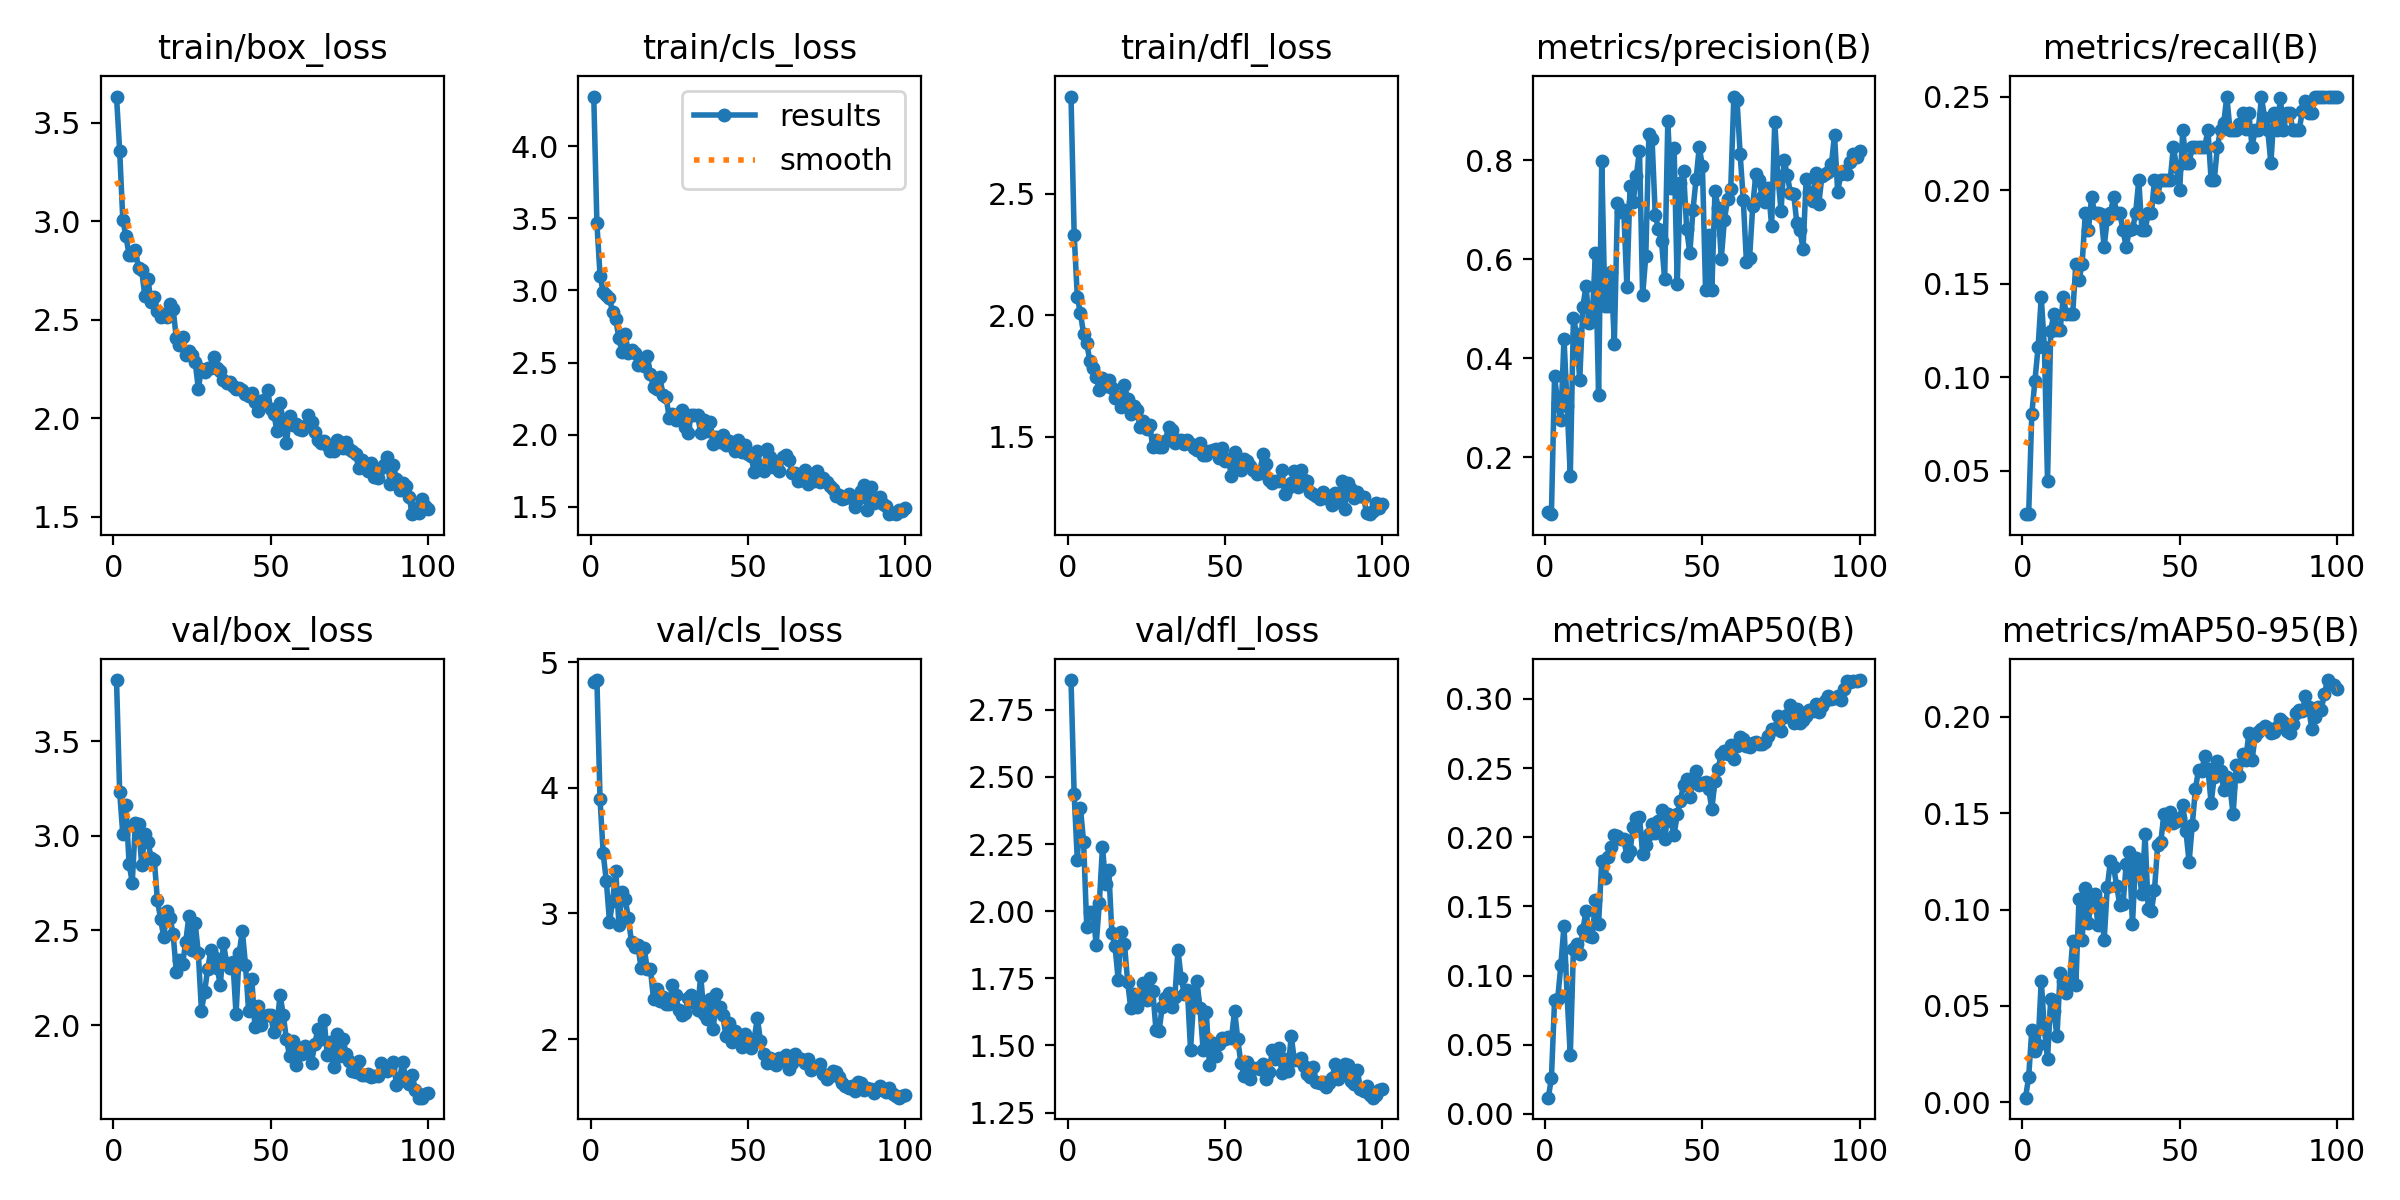 train/box_loss
3.5
3.0
2.5
2.0
1.5
0 50 100
train/cls_loss
results
smooth
4.0
3.5
3.0
2.5
2.0
1.5
0 50 100
train/dfl_loss
2.5
2.0
1.5
0 50 100
metrics/precision(B)
0.8
0.6
0.4
0.2
0 50 100
metrics/recall(B)
0.25
0.20
0.15
0.10
0.05
0 50 100
val/box_loss
3.5
3.0
2.5
2.0
0 50 100
val/cls_loss
5
4
3
2
0 50 100
val/dfl_loss
2.75
2.50
2.25
2.00
1.75
1.50
1.25
0 50 100
metrics/mAP50(B)
0.30
0.25
0.20
0.15
0.10
0.05
0.00
0 50 100
metrics/mAP50-95(B)
0.20
0.15
0.10
0.05
0.00
0 50 100